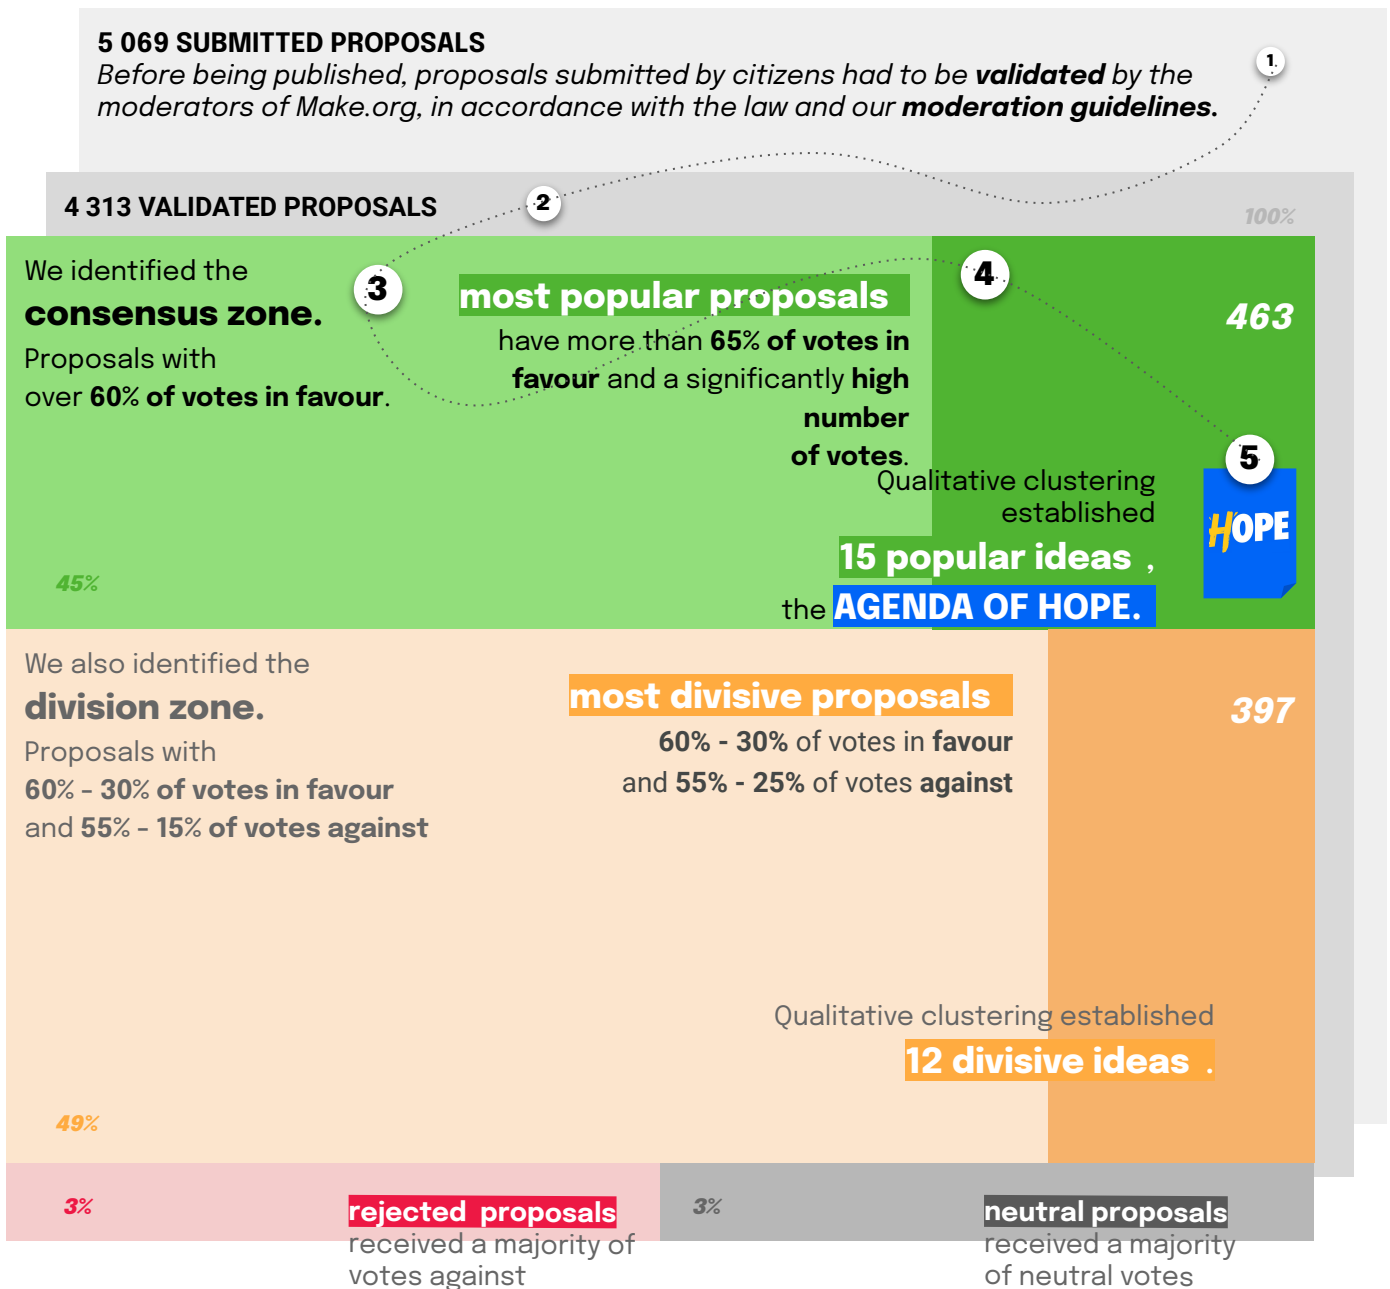 5 069 SUBMITTED PROPOSALS
Before being published, proposals submitted by citizens had to be validated by the
moderators of Make.org, in accordance with the law and our moderation guidelines.
1.
4 313 VALIDATED PROPOSALS
2
100%
We identified the
consensus zone.
Proposals with
over 60% of votes in favour.
3
45%
most popular proposals
have more than 65% of votes in
favour and a significantly high
number
of votes.
4
463
Qualitative clustering
established
15 popular ideas ,
the AGENDA OF HOPE.
5
HOPE
We also identified the
division zone.
Proposals with
60% - 30% of votes in favour
and 55% - 15% of votes against
49%
most divisive proposals
60% - 30% of votes in favour
and 55% - 25% of votes against
397
Qualitative clustering established
12 divisive ideas .
3%
rejected proposals
received a majority of
votes against
3%
neutral proposals
received a majority
of neutral votes